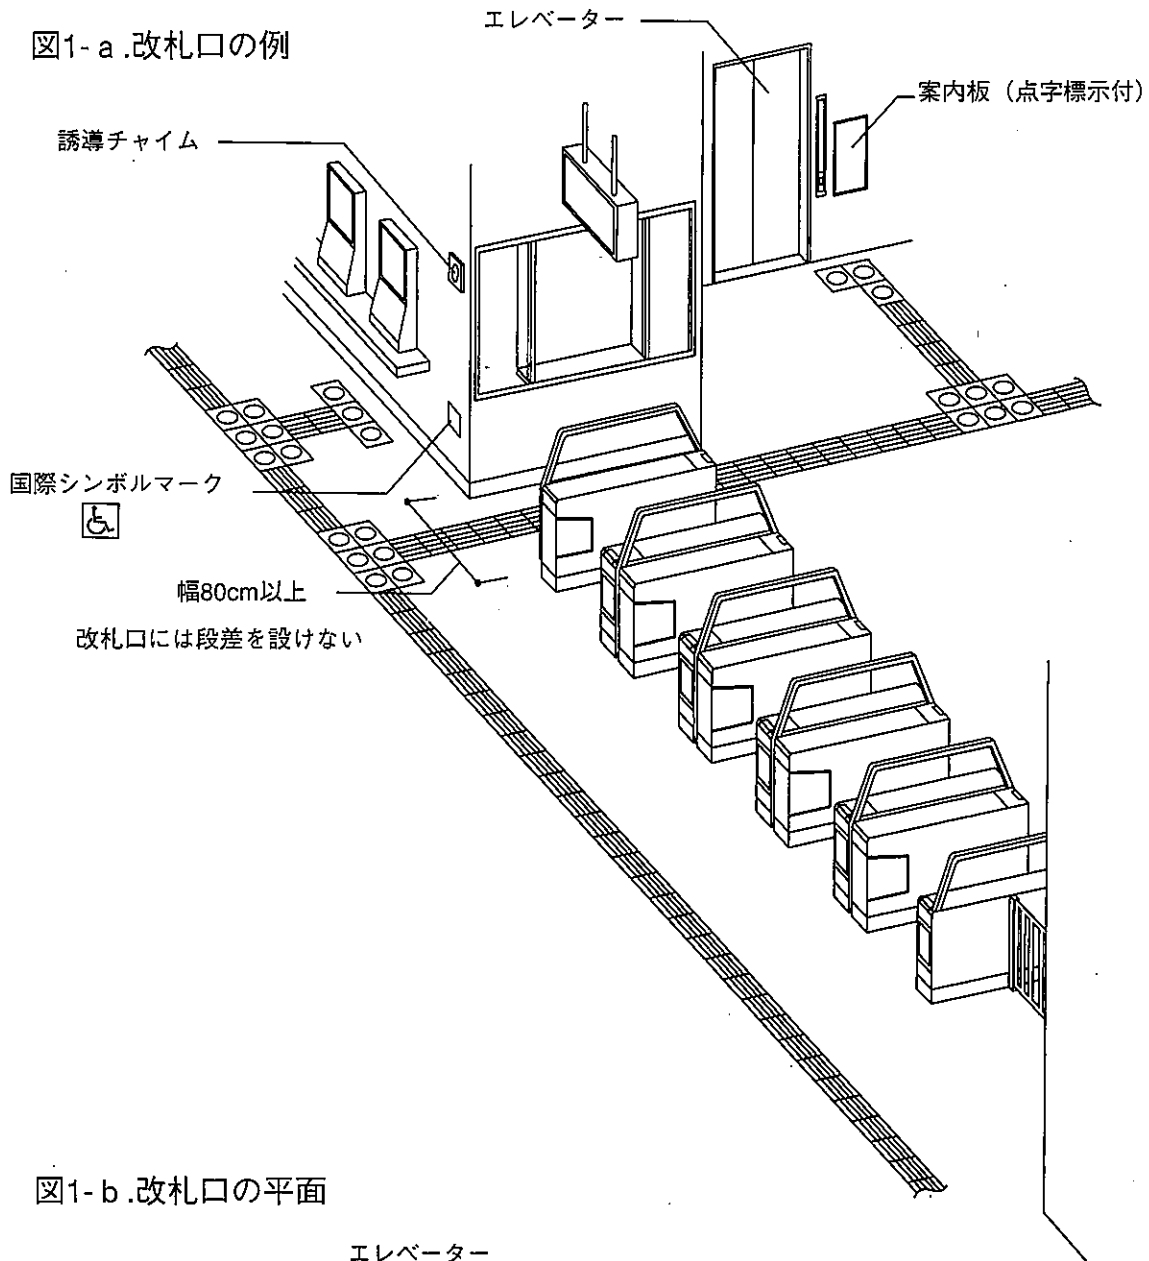 図1-a.改札口の例
エレベーター
案内板（点字標示付）
誘導チャイム
国際シンボルマーク
幅80cm以上
改札口には段差を設けない
図1-b.改札口の平面
エレベーター